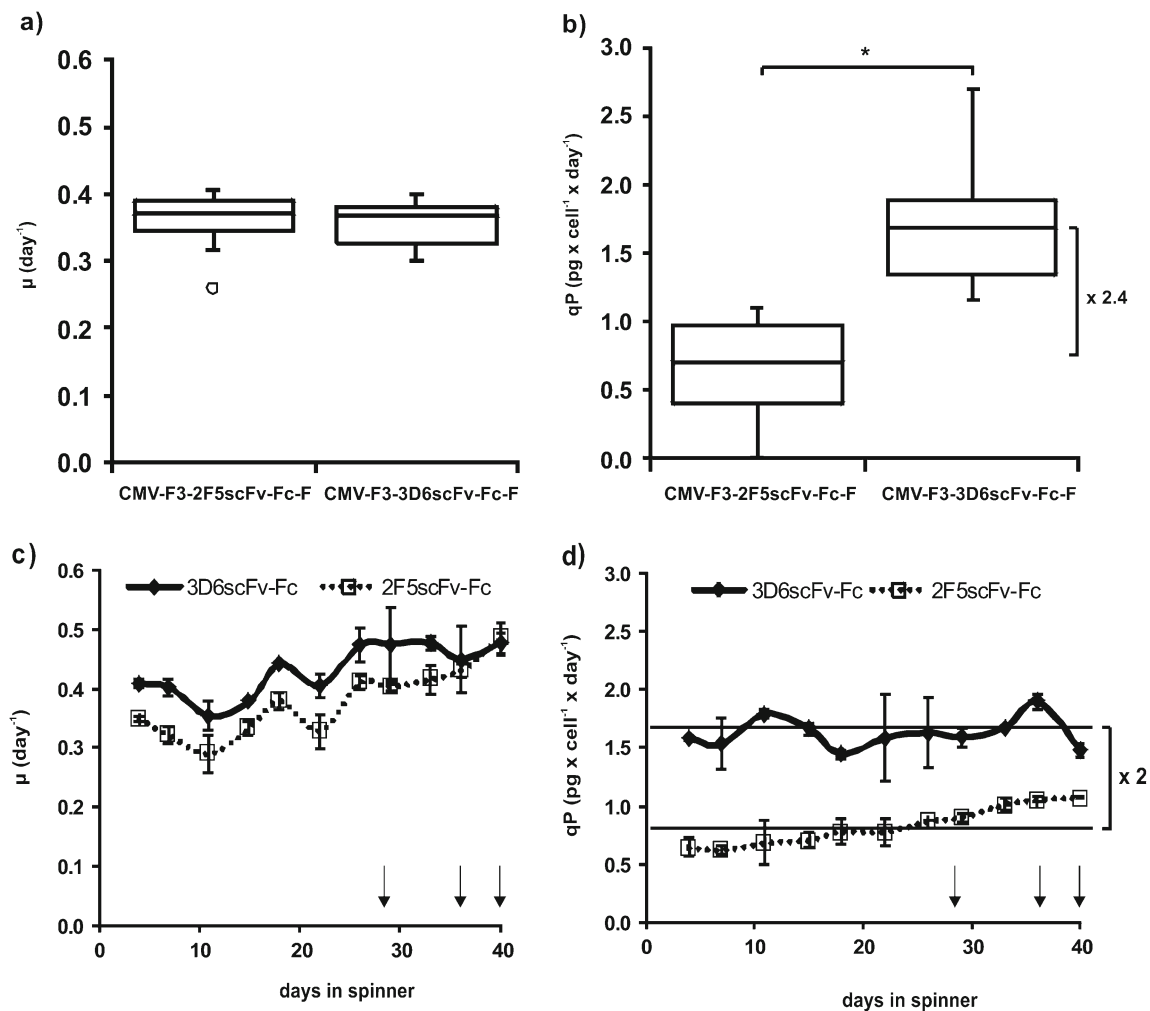 a)
0.6
0.5
0.4
0.3
0.2
0.1
0.0
µ (day⁻¹)
CMV-F3-2F5scFv-Fc-F CMV-F3-3D6scFv-Fc-F
b)
3.0
2.5
2.0
1.5
1.0
0.5
0.0
qP (pg x cell⁻¹ x day⁻¹)
*
x 2.4
CMV-F3-2F5scFv-Fc-F CMV-F3-3D6scFv-Fc-F
c)
0.6
0.5
0.4
0.3
0.2
0.1
0.0
µ (day⁻¹)
3D6scFv-Fc 2F5scFv-Fc
0 10 20 30 40
days in spinner
d)
3.0
2.5
2.0
1.5
1.0
0.5
0.0
qP (pg x cell⁻¹ x day⁻¹)
3D6scFv-Fc 2F5scFv-Fc
x 2
0 10 20 30 40
days in spinner